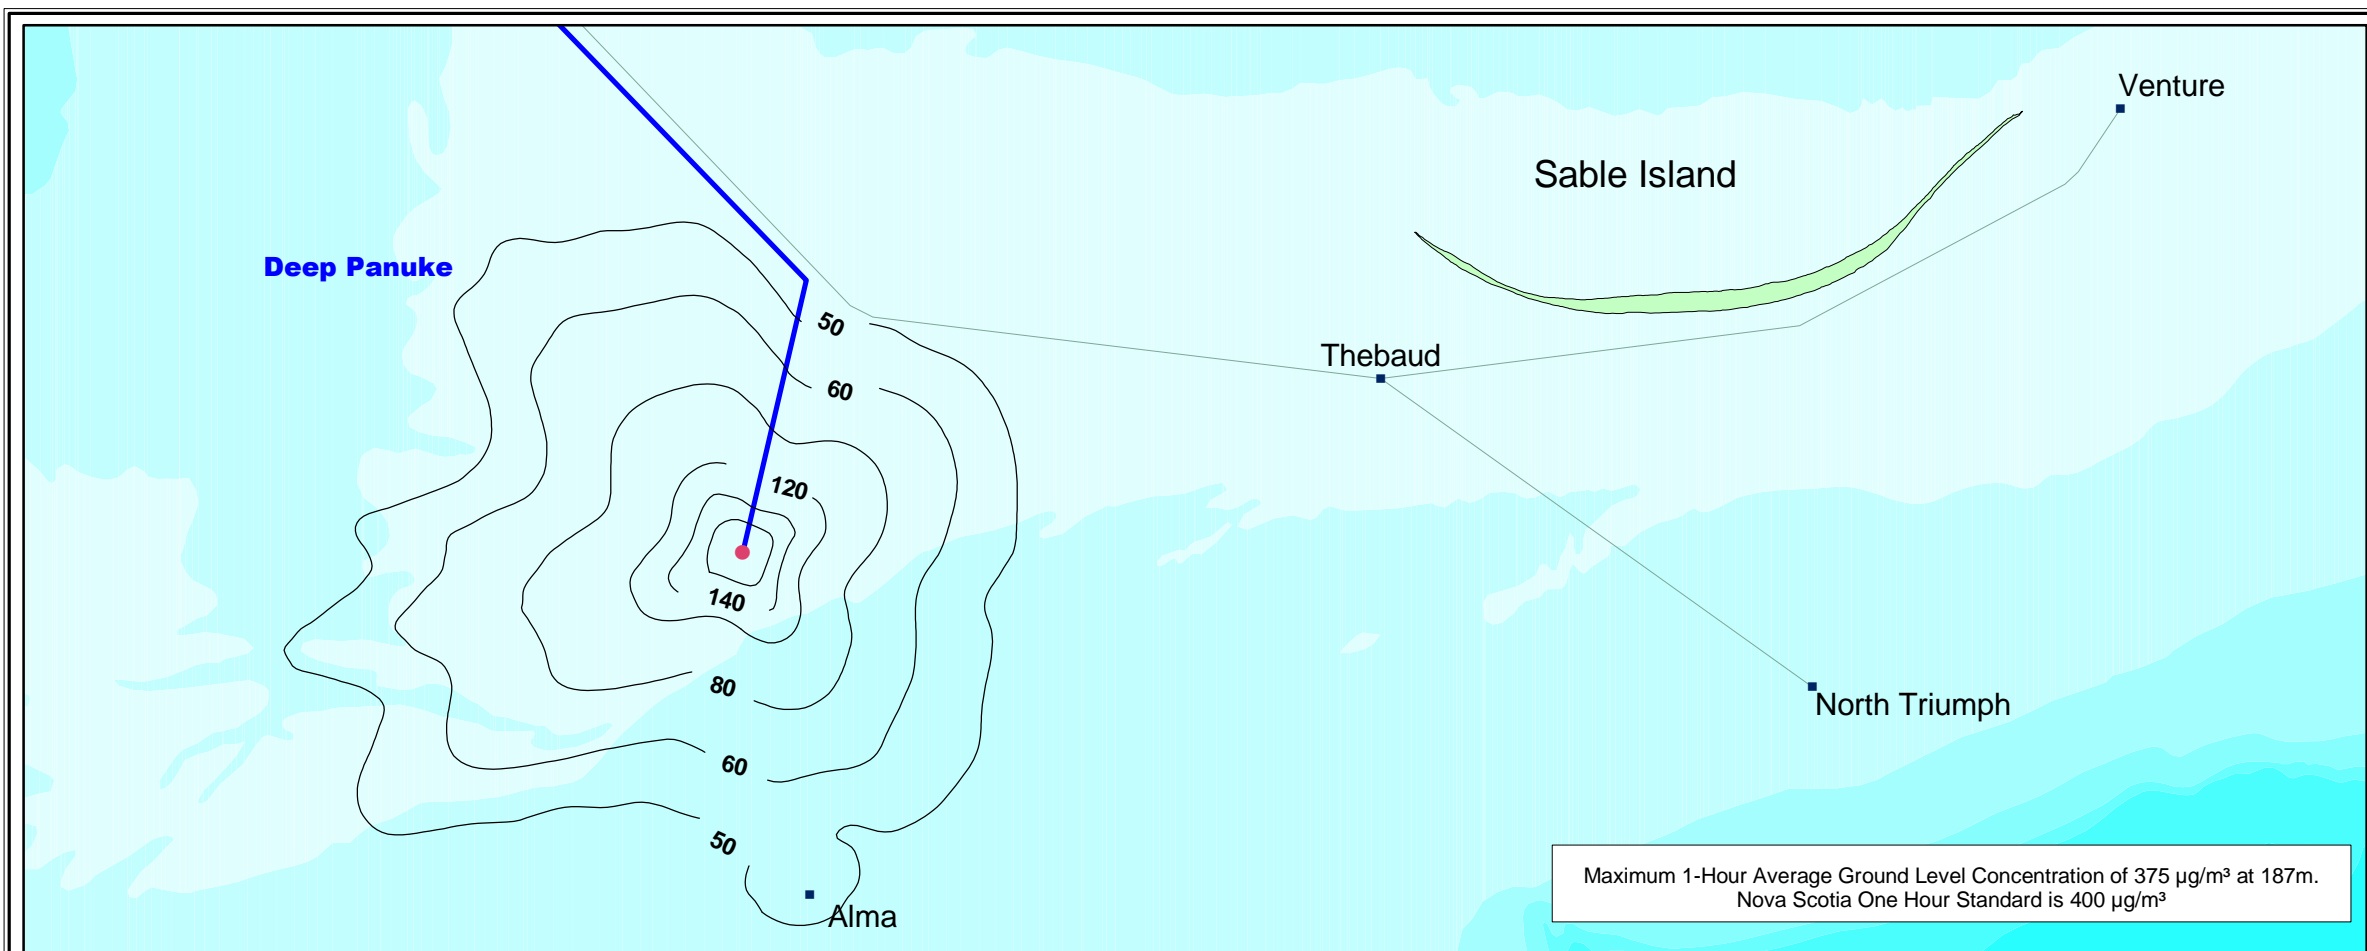 Venture
Sable Island
Deep Panuke
50
Thebaud
60
120
140
80
North Triumph
60
50
Alma
Maximum 1-Hour Average Ground Level Concentration of 375 µg/m³ at 187m.
Nova Scotia One Hour Standard is 400 µg/m³